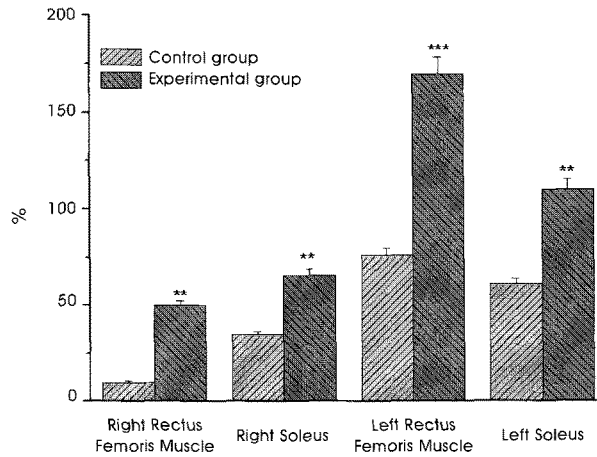 200
150
100
50
0
%
Control group
Experimental group
**
**
***
**
Right Rectus
Femoris Muscle
Right Soleus
Left Rectus
Femoris Muscle
Left Soleus